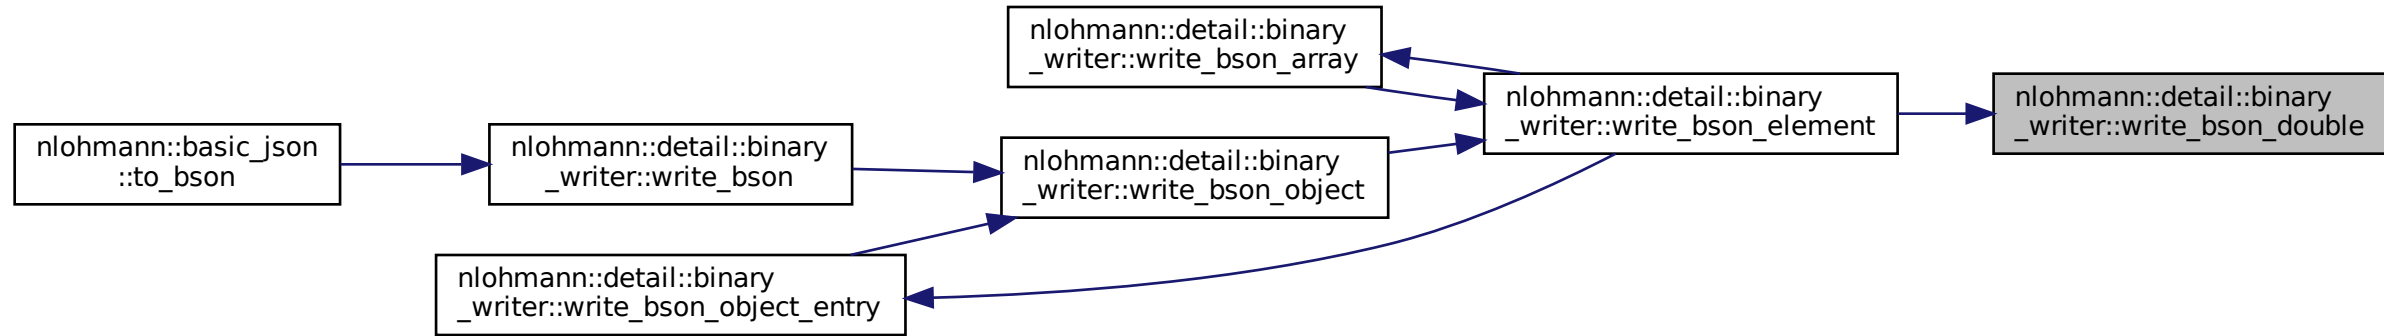 nlohmann::basic_json
::to_bson
nlohmann::detail::binary
_writer::write_bson
nlohmann::detail::binary
_writer::write_bson_object_entry
nlohmann::detail::binary
_writer::write_bson_array
nlohmann::detail::binary
_writer::write_bson_object
nlohmann::detail::binary
_writer::write_bson_element
nlohmann::detail::binary
_writer::write_bson_double